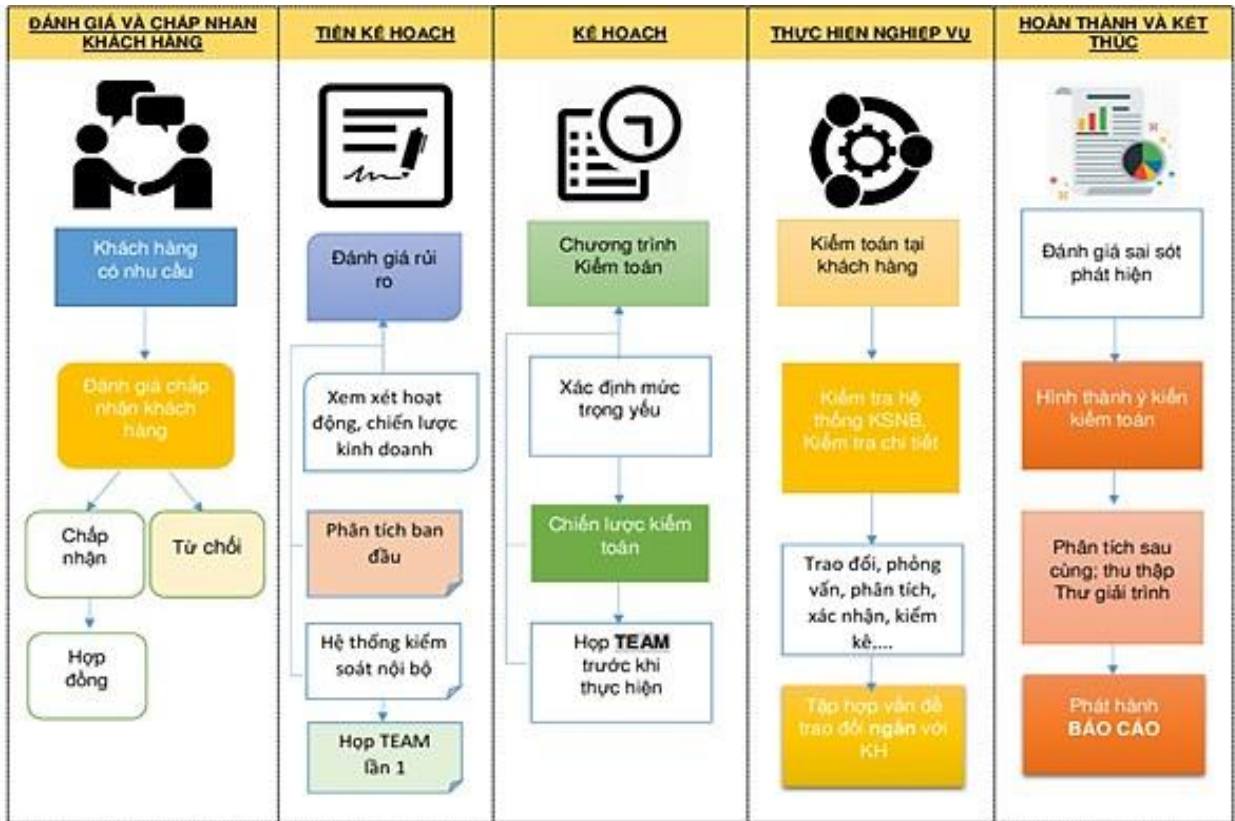 ĐÁNH GIÁ VÀ CHẤP NHAN
KHÁCH HÀNG
TIỀN KẾ HOẠCH
KẾ HOẠCH
THỰC HIỆN NGHIỆP VỤ
HOÀN THÀNH VÀ KẾT
THÚC
Khách hàng
có nhu cầu
Đánh giá chấp
nhận khách
hàng
Chấp
nhận
Từ chối
Hợp
đồng
Đánh giá rủi
ro
Xem xét hoạt
động, chiến lược
kinh doanh
Phân tích ban
đầu
Hệ thống kiểm
soát nội bộ
Họp TEAM
lần 1
Chương trình
Kiểm toán
Xác định mức
trọng yếu
Chiến lược kiểm
toán
Họp TEAM
trước khi
thực hiện
Kiểm toán tại
khách hàng
Kiểm tra hệ
thống KSNB,
Kiểm tra chi tiết
Trao đổi, phỏng
vấn, phân tích,
xác nhận, kiểm
kê....
Tập hợp vấn đề
trao đổi ngắn với
KH
Đánh giá sai sót
phát hiện
Hình thành ý kiến
kiểm toán
Phân tích sau
cùng; thu thập
Thư giải trình
Phát hành
BÁO CÁO